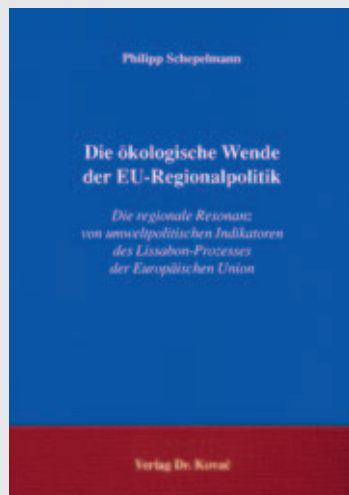 Philipp Schepelmann
Die ökologische Wende
der EU-Regionalpolitik
Die regionale Resonanz
von umweltpolitischen Indikatoren
des Lissabon-Prozesses
der Europäischen Union
Verlag Dr. Kovač